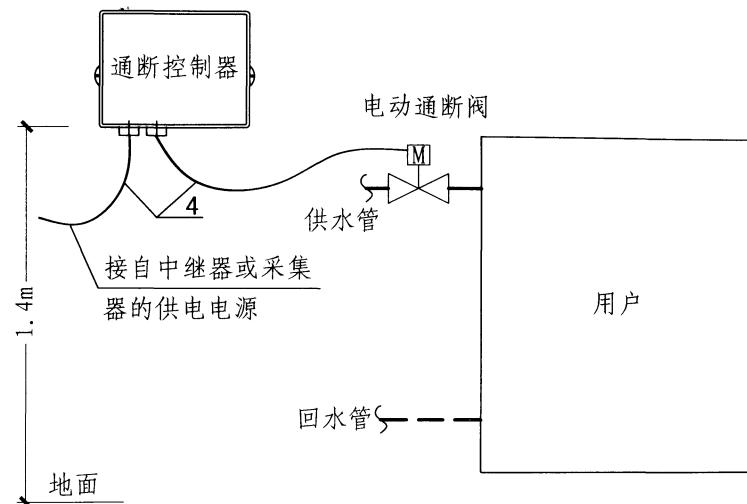 通断控制器
电动通断阀
M
4
供水管
接自中继器或采集
器的供电电源
1.4m
用户
回水管
地面